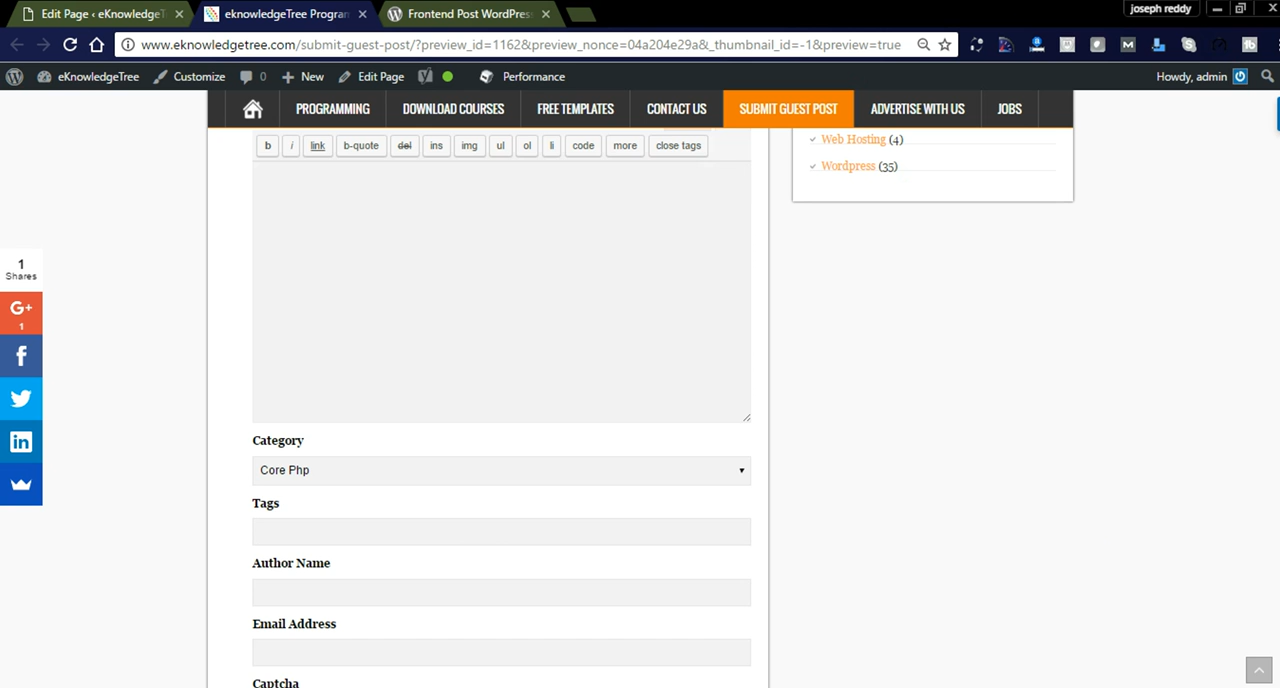 Edit Page ‹ eKnowledgeT
eknowledgeTree Program
Frontend Post WordPress
joseph reddy
www.eknowledgetree.com/submit-guest-post/?preview_id=1162&preview_nonce=04a204e29a&_thumbnail_id=-1&preview=true
eKnowledgeTree
Customize
0
New
Edit Page
Performance
Howdy, admin
PROGRAMMING
DOWNLOAD COURSES
FREE TEMPLATES
CONTACT US
SUBMIT GUEST POST
ADVERTISE WITH US
JOBS
b
i
link
b-quote
del
ins
img
ul
ol
li
code
more
close tags
Web Hosting (4)
Wordpress (35)
1
Shares
G+
1
Category
Core Php
Tags
Author Name
Email Address
Captcha